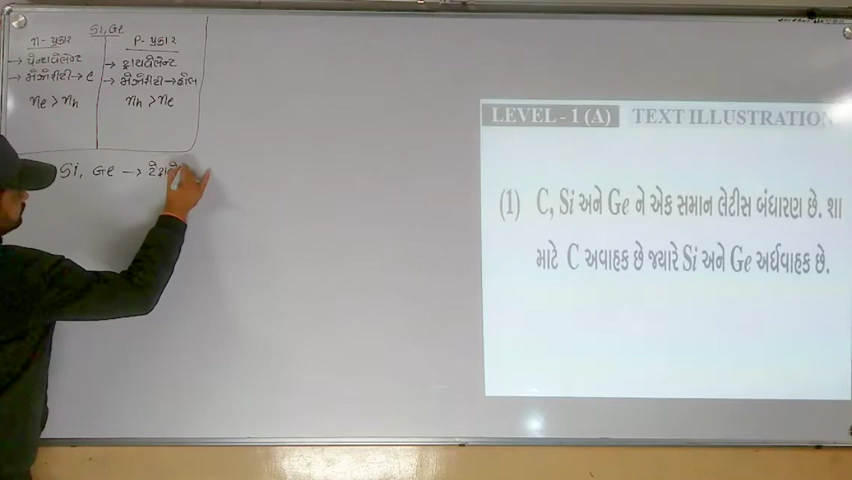 Si, Ge
n- પ્રકાર
→ પેન્ટાવેલેન્ટ
→ મેજોરીટી → e
ne > nh
P- પ્રકાર
→ ટ્રાયવેલેન્ટ
→ મેજોરીટી → હોલ
nh > ne
Si, Ge →
LEVEL - 1 (A) TEXT ILLUSTRATION
(1) C, Si અને Ge ને એક સમાન લેટીસ બંધારણ છે. શા
માટે C અવાહક છે જ્યારે Si અને Ge અર્ધવાહક છે.